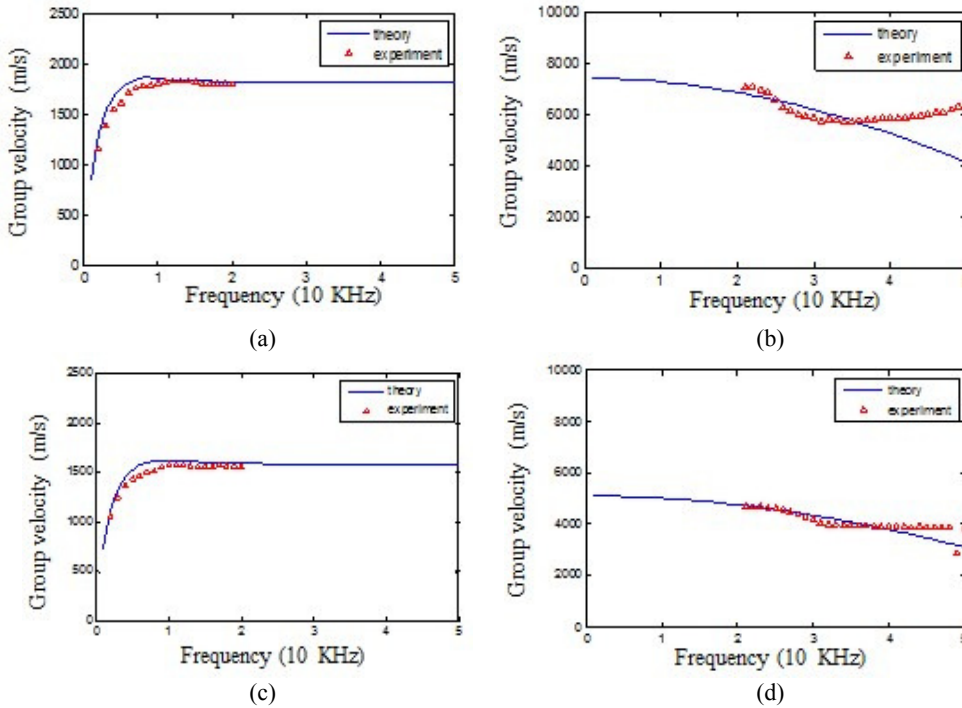 2500
2000
1500
1000
500
0
Group velocity (m/s)
theory
experiment
0 1 2 3 4 5
Frequency (10 KHz)
(a)
10000
8000
6000
4000
2000
0
Group velocity (m/s)
theory
experiment
0 1 2 3 4 5
Frequency (10 KHz)
(b)
2500
2000
1500
1000
500
0
Group velocity (m/s)
theory
experiment
0 1 2 3 4 5
Frequency (10 KHz)
(c)
10000
8000
6000
4000
2000
0
Group velocity (m/s)
theory
experiment
0 1 2 3 4 5
Frequency (10 KHz)
(d)